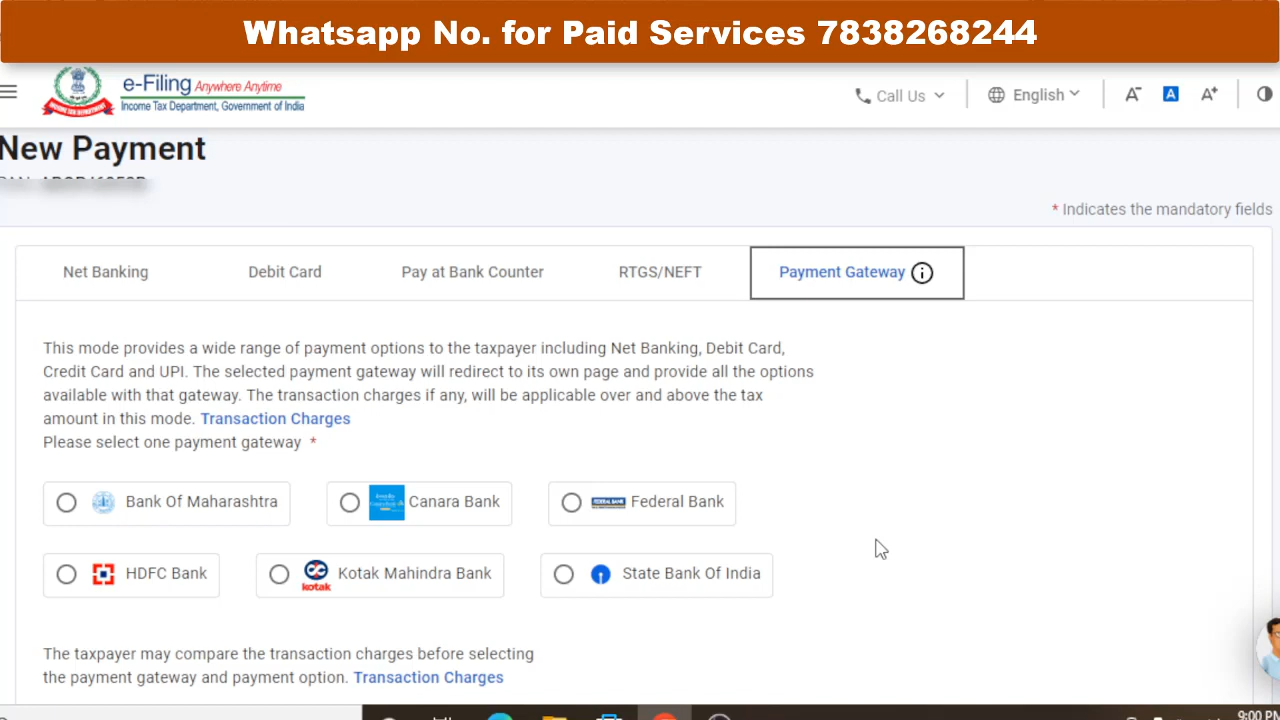 Whatsapp No. for Paid Services 7838268244
e-Filing Anywhere Anytime
Income Tax Department, Government of India
Call Us
English
A-
A
A+
New Payment
* Indicates the mandatory fields
Net Banking
Debit Card
Pay at Bank Counter
RTGS/NEFT
Payment Gateway
This mode provides a wide range of payment options to the taxpayer including Net Banking, Debit Card,
Credit Card and UPI. The selected payment gateway will redirect to its own page and provide all the options
available with that gateway. The transaction charges if any, will be applicable over and above the tax
amount in this mode. Transaction Charges
Please select one payment gateway *
Bank Of Maharashtra
Canara Bank
FEDERAL BANK Federal Bank
HDFC Bank
kotak Kotak Mahindra Bank
State Bank Of India
The taxpayer may compare the transaction charges before selecting
the payment gateway and payment option. Transaction Charges
9:00 PM